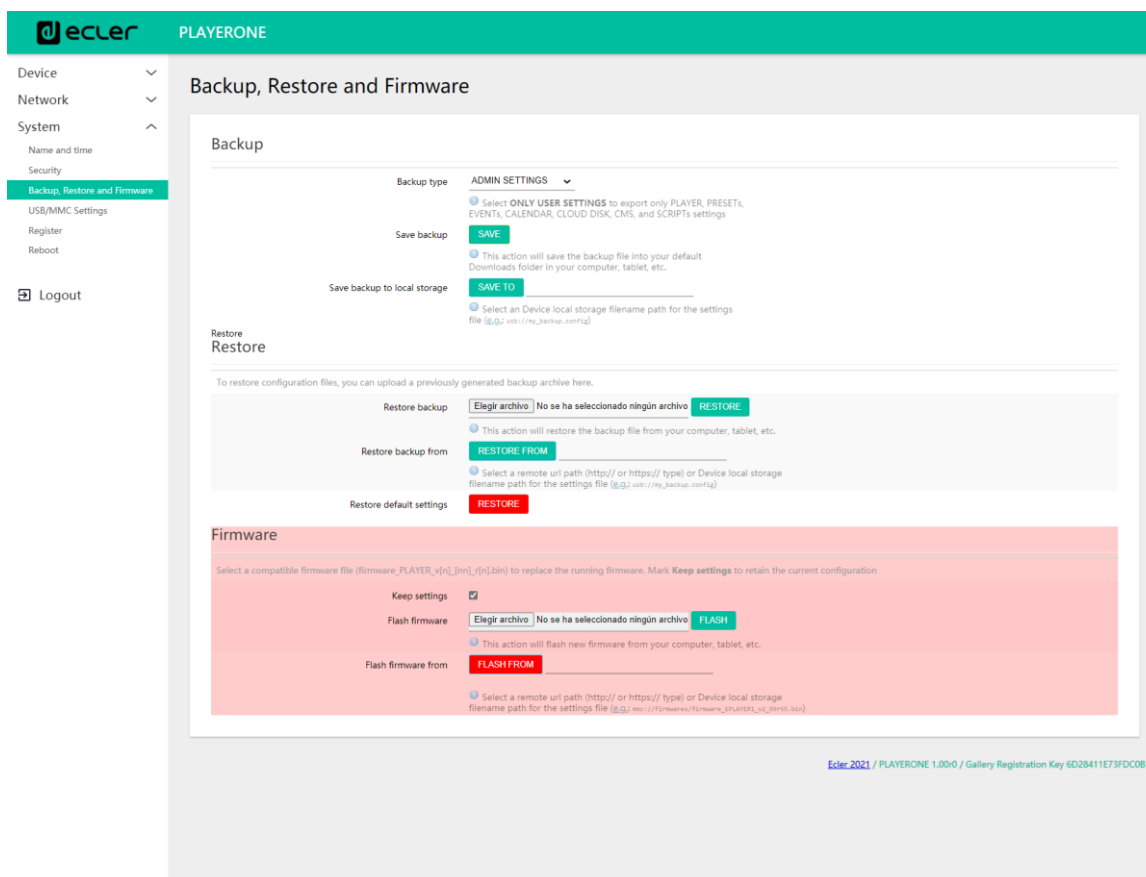 ecler
PLAYERONE
Device
Network
System
Name and time
Security
Backup, Restore and Firmware
USB/MMC Settings
Register
Reboot
Logout
Backup, Restore and Firmware
Backup
Backup type ADMIN SETTINGS
Select ONLY USER SETTINGS to export only PLAYER, PRESETs,
EVENTs, CALENDAR, CLOUD DISK, CMS, and SCRIPTs settings
Save backup SAVE
This action will save the backup file into your default
Downloads folder in your computer, tablet, etc.
Save backup to local storage SAVE TO
Select an Device local storage filename path for the settings
file (e.g.: usb://my_backup.config)
Restore
Restore
To restore configuration files, you can upload a previously generated backup archive here.
Restore backup Elegir archivo No se ha seleccionado ningún archivo RESTORE
This action will restore the backup file from your computer, tablet, etc.
Restore backup from RESTORE FROM
Select a remote url path (http:// or https:// type) or Device local storage
filename path for the settings file (e.g.: usb://my_backup.config)
Restore default settings RESTORE
Firmware
Select a compatible firmware file (firmware_PLAYER_v[n]_[nn]_r[n].bin) to replace the running firmware. Mark Keep settings to retain the current configuration
Keep settings
Flash firmware Elegir archivo No se ha seleccionado ningún archivo FLASH
This action will flash new firmware from your computer, tablet, etc.
Flash firmware from FLASH FROM
Select a remote url path (http:// or https:// type) or Device local storage
filename path for the settings file (e.g.:
Ecler 2021 / PLAYERONE 1.00r0 / Gallery Registration Key 6D28411E73FDC0B